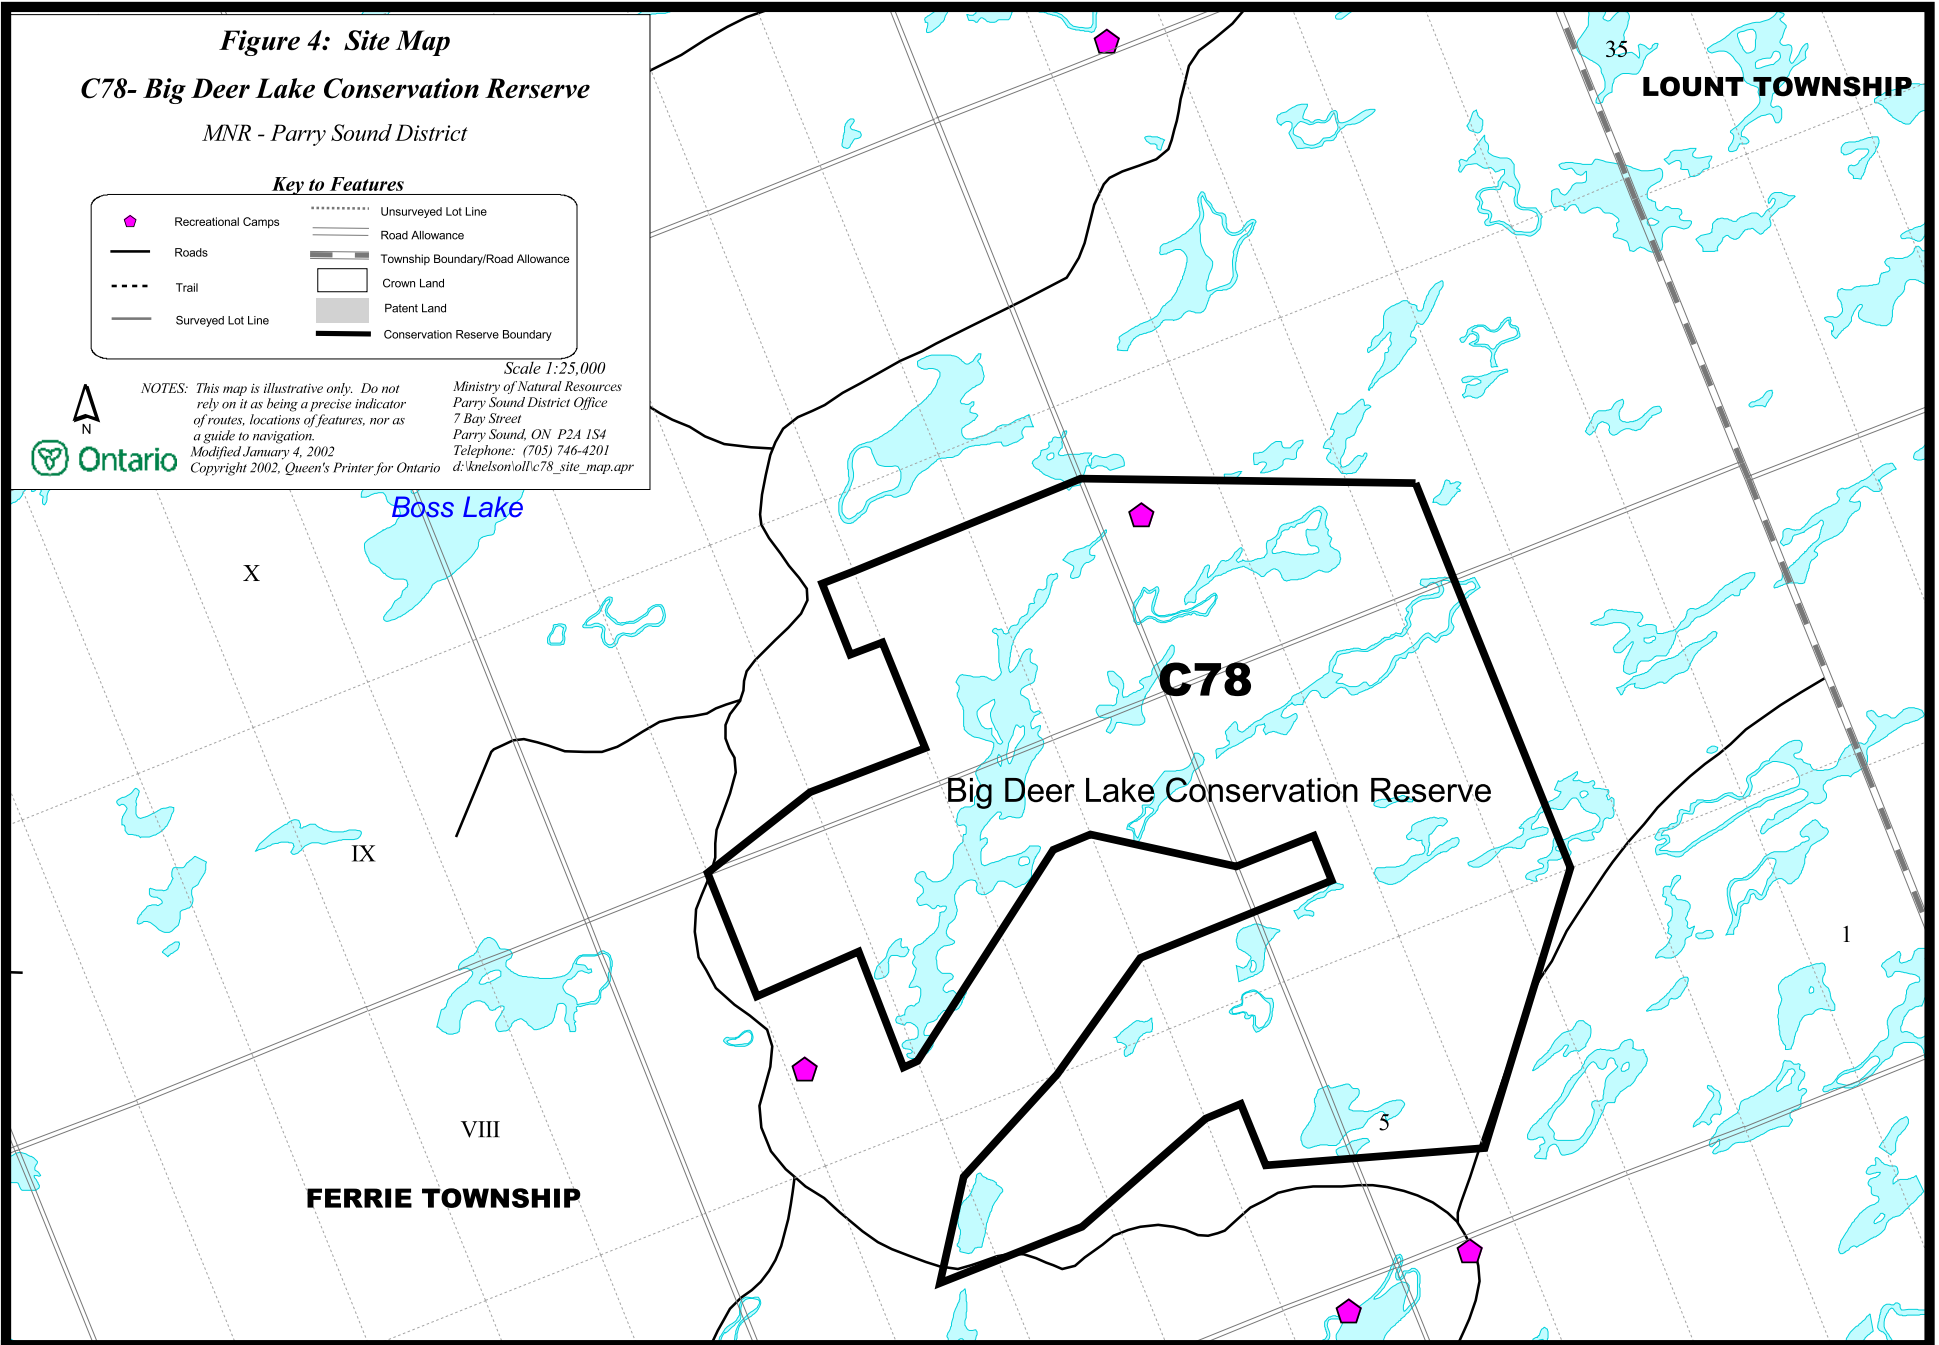 Figure 4:  Site Map
C78- Big Deer Lake Conservation Rerserve
MNR - Parry Sound District
Key to Features
Recreational Camps
Roads
Trail
Surveyed Lot Line
Unsurveyed Lot Line
Road Allowance
Township Boundary/Road Allowance
Crown Land
Patent Land
Conservation Reserve Boundary
Scale 1:25,000
N
Ontario
NOTES:  This map is illustrative only.  Do not
rely on it as being a precise indicator
of routes, locations of features, nor as
a guide to navigation.
Modified January 4, 2002
Copyright 2002, Queen's Printer for Ontario
Ministry of Natural Resources
Parry Sound District Office
7 Bay Street
Parry Sound, ON  P2A 1S4
Telephone:  (705) 746-4201
d:\knelson\oll\c78_site_map.apr
35
LOUNT TOWNSHIP
Boss Lake
X
C78
Big Deer Lake Conservation Reserve
IX
1
5
VIII
FERRIE TOWNSHIP